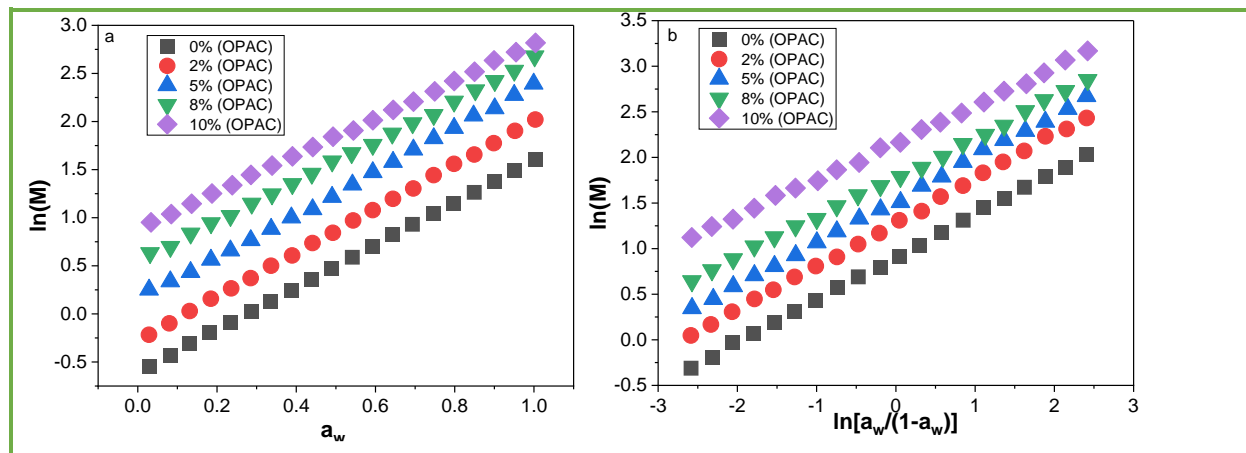 a
0% (OPAC)
2% (OPAC)
5% (OPAC)
8% (OPAC)
10% (OPAC)
3.0
2.5
2.0
1.5
1.0
0.5
0.0
-0.5
ln(M)
0.0 0.2 0.4 0.6 0.8 1.0
a_w
b
0% (OPAC)
2% (OPAC)
5% (OPAC)
8% (OPAC)
10% (OPAC)
3.5
3.0
2.5
2.0
1.5
1.0
0.5
0.0
-0.5
ln(M)
-3 -2 -1 0 1 2 3
ln[a_w/(1-a_w)]